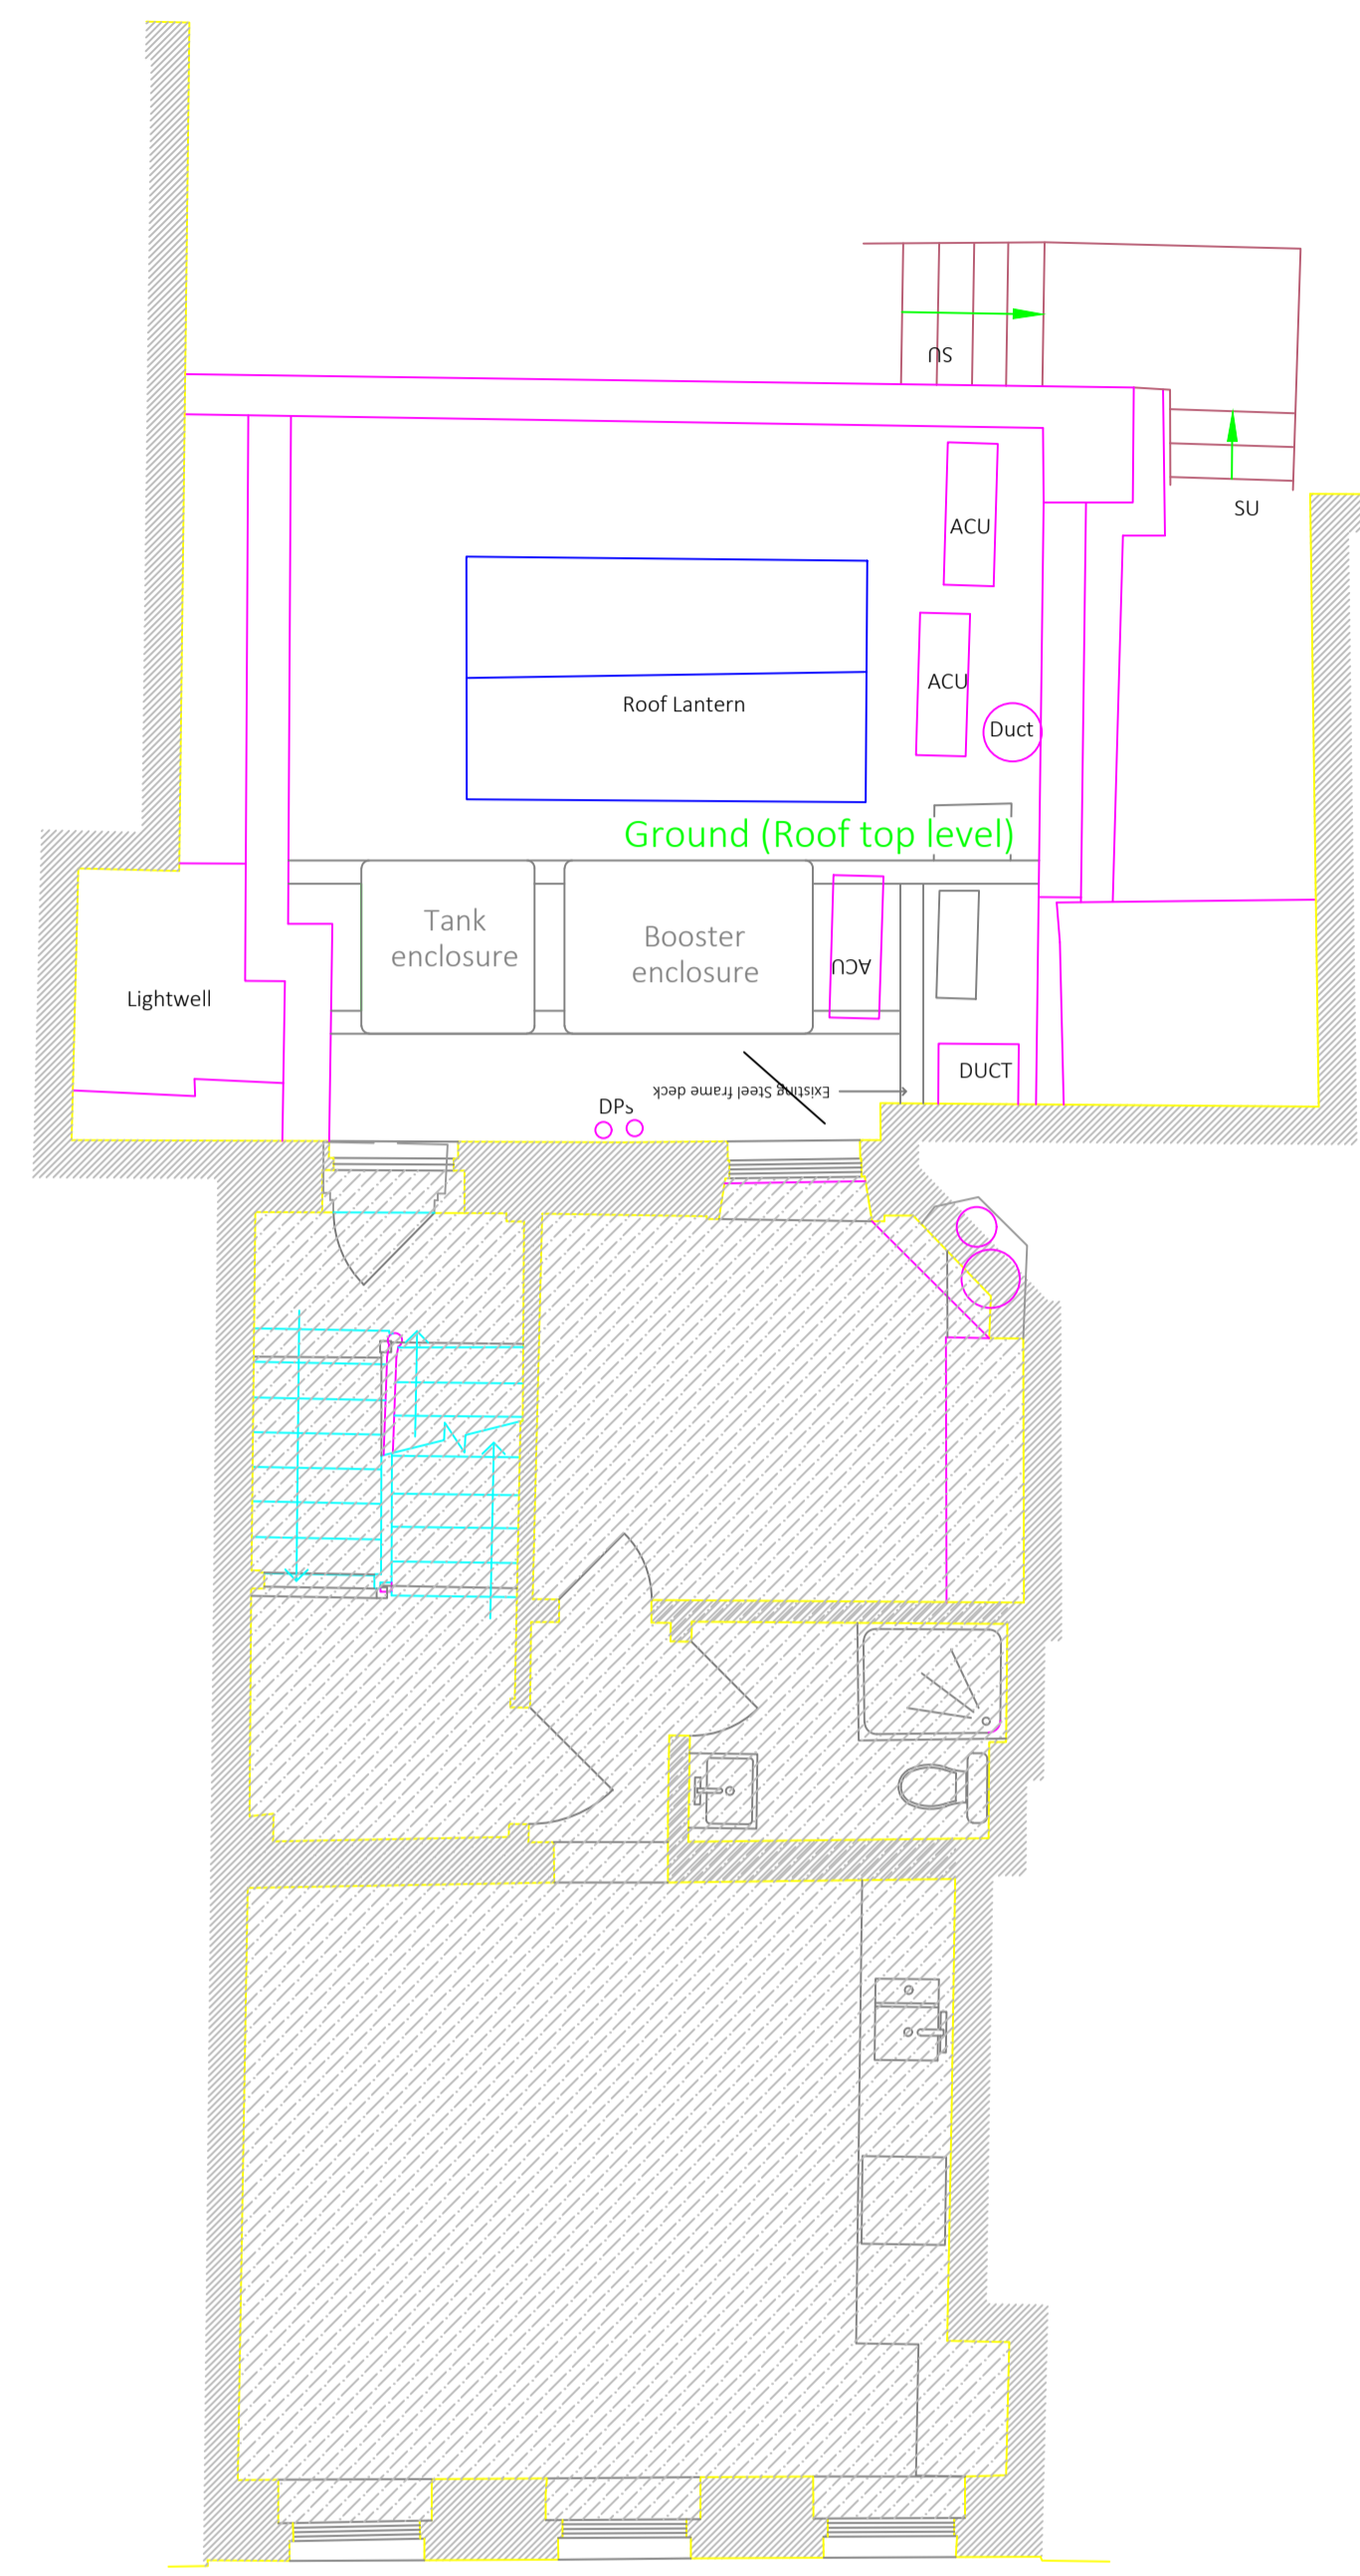 SU
SU
ACU
ACU
Roof Lantern
Duct
Ground (Roof top level)
Tank
enclosure
Booster
enclosure
ACU
Lightwell
DUCT
Existing Steel frame deck
DPs